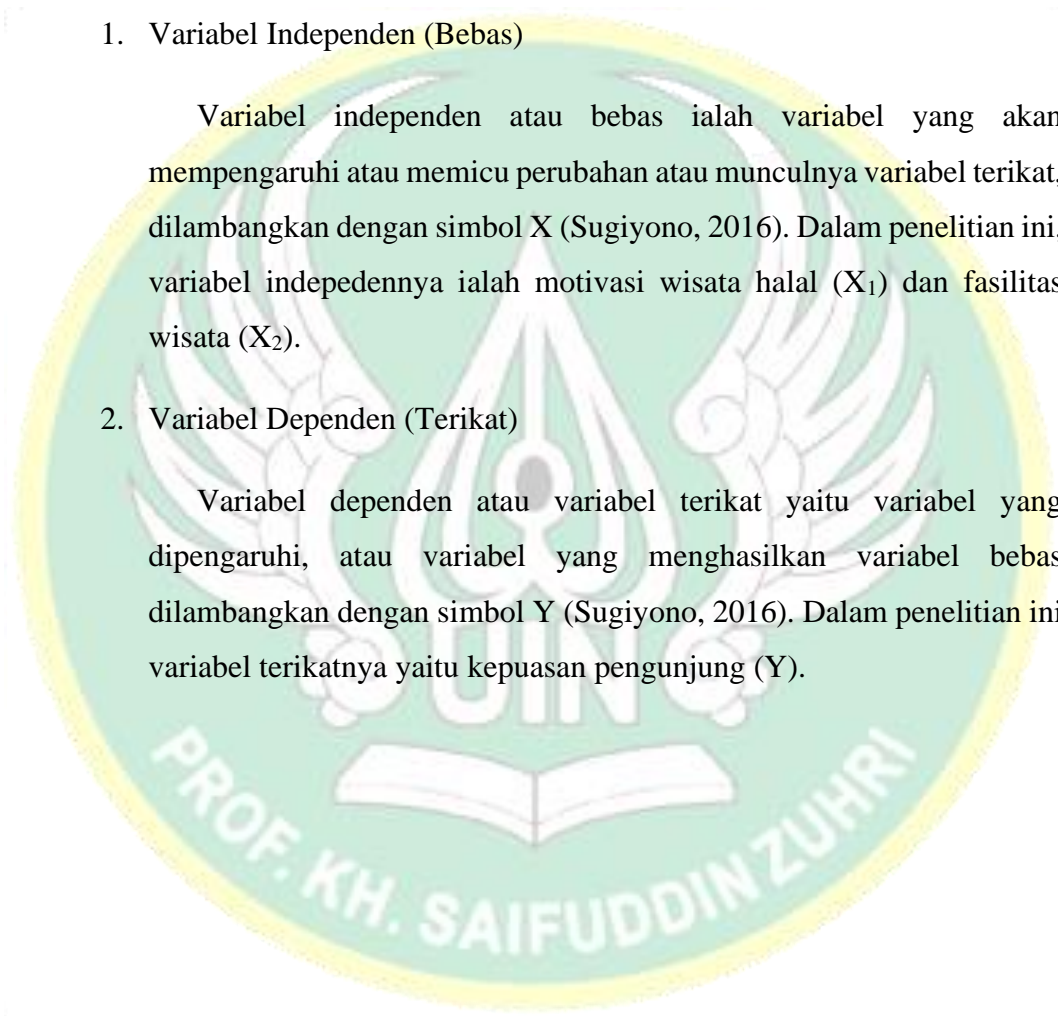 1. Variabel Independen (Bebas)
Variabel independen atau bebas ialah variabel yang akan
mempengaruhi atau memicu perubahan atau munculnya variabel terikat,
dilambangkan dengan simbol X (Sugiyono, 2016). Dalam penelitian ini,
variabel indepedennya ialah motivasi wisata halal (X₁) dan fasilitas
wisata (X₂).
2. Variabel Dependen (Terikat)
Variabel dependen atau variabel terikat yaitu variabel yang
dipengaruhi, atau variabel yang menghasilkan variabel bebas
dilambangkan dengan simbol Y (Sugiyono, 2016). Dalam penelitian ini
variabel terikatnya yaitu kepuasan pengunjung (Y).
UIN
PROF. KH. SAIFUDDIN ZUHRI